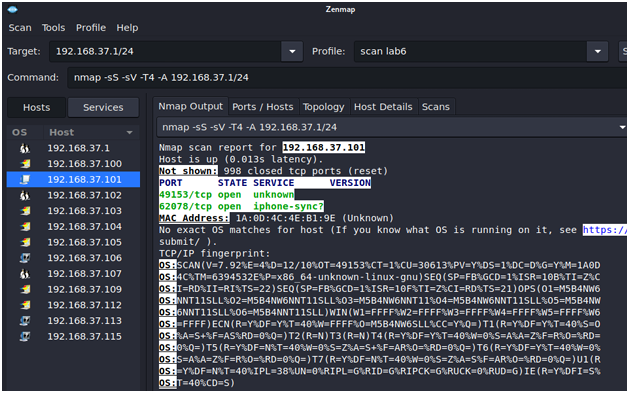 Zenmap
Scan Tools Profile Help
Target: 192.168.37.1/24 Profile: scan lab6
Command: nmap -sS -sV -T4 -A 192.168.37.1/24
Hosts Services
OS Host
192.168.37.1
192.168.37.100
192.168.37.101
192.168.37.102
192.168.37.103
192.168.37.104
192.168.37.105
192.168.37.106
192.168.37.107
192.168.37.109
192.168.37.112
192.168.37.113
192.168.37.115
Nmap Output Ports / Hosts Topology Host Details Scans
nmap -sS -sV -T4 -A 192.168.37.1/24
Nmap scan report for 192.168.37.101
Host is up (0.013s latency).
Not shown: 998 closed tcp ports (reset)
PORT STATE SERVICE VERSION
49153/tcp open unknown
62078/tcp open iphone-sync?
MAC Address: 1A:0D:4C:4E:B1:9E (Unknown)
No exact OS matches for host (If you know what OS is running on it, see https:/
submit/ ).
TCP/IP fingerprint:
OS:SCAN(V=7.92%E=4%D=12/10%OT=49153%CT=1%CU=30613%PV=Y%DS=1%DC=D%G=Y%M=1A0D
OS:4C%TM=6394532E%P=x86_64-unknown-linux-gnu)SEQ(SP=FB%GCD=1%ISR=10B%TI=Z%C
OS:I=RD%II=RI%TS=22)SEQ(SP=FB%GCD=1%ISR=10F%TI=Z%CI=RD%TS=21)OPS(O1=M5B4NW6
OS:NNT11SLL%O2=M5B4NW6NNT11SLL%O3=M5B4NW6NNT11%O4=M5B4NW6NNT11SLL%O5=M5B4NW
OS:6NNT11SLL%O6=M5B4NNT11SLL)WIN(W1=FFFF%W2=FFFF%W3=FFFF%W4=FFFF%W5=FFFF%W6
OS:=FFFF)ECN(R=Y%DF=Y%T=40%W=FFFF%O=M5B4NW6SLL%CC=Y%Q=)T1(R=Y%DF=Y%T=40%S=O
OS:%A=S+%F=AS%RD=0%Q=)T2(R=N)T3(R=N)T4(R=Y%DF=Y%T=40%W=0%S=A%A=Z%F=R%O=%RD=
OS:0%Q=)T5(R=Y%DF=N%T=40%W=0%S=Z%A=S+%F=AR%O=%RD=0%Q=)T6(R=Y%DF=Y%T=40%W=0%
OS:S=A%A=Z%F=R%O=%RD=0%Q=)T7(R=Y%DF=N%T=40%W=0%S=Z%A=S%F=AR%O=%RD=0%Q=)U1(R
OS:=Y%DF=N%T=40%IPL=38%UN=0%RIPL=G%RID=G%RIPCK=G%RUCK=0%RUD=G)IE(R=Y%DFI=S%
OS:T=40%CD=S)